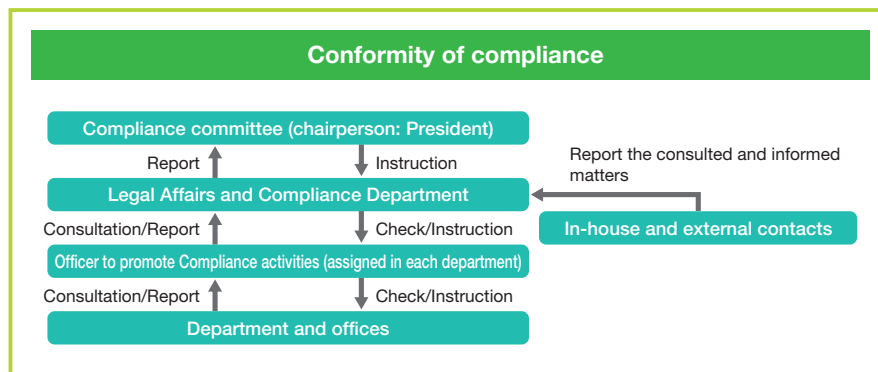 Conformity of compliance
Compliance committee (chairperson: President)
Report
Instruction
Report the consulted and informed
matters
Legal Affairs and Compliance Department
Consultation/Report
Check/Instruction
In-house and external contacts
Officer to promote Compliance activities (assigned in each department)
Consultation/Report
Check/Instruction
Department and offices